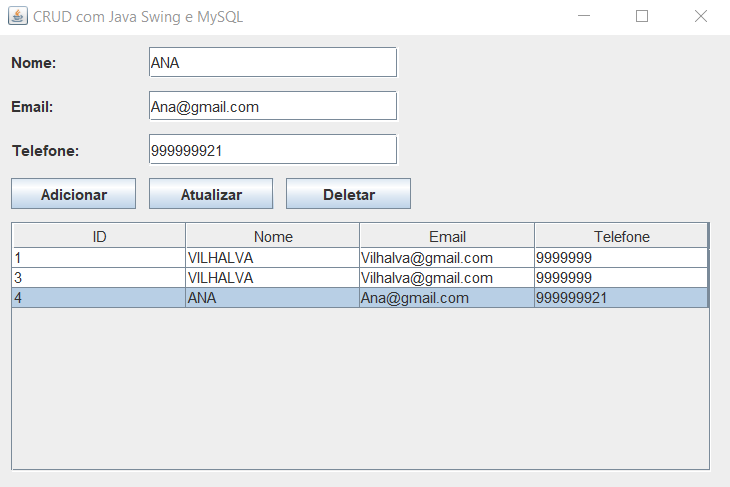 CRUD com Java Swing e MySQL
Nome: ANA
Email: Ana@gmail.com
Telefone: 999999921
Adicionar Atualizar Deletar
ID Nome Email Telefone
1 VILHALVA Vilhalva@gmail.com 9999999
3 VILHALVA Vilhalva@gmail.com 9999999
4 ANA Ana@gmail.com 999999921